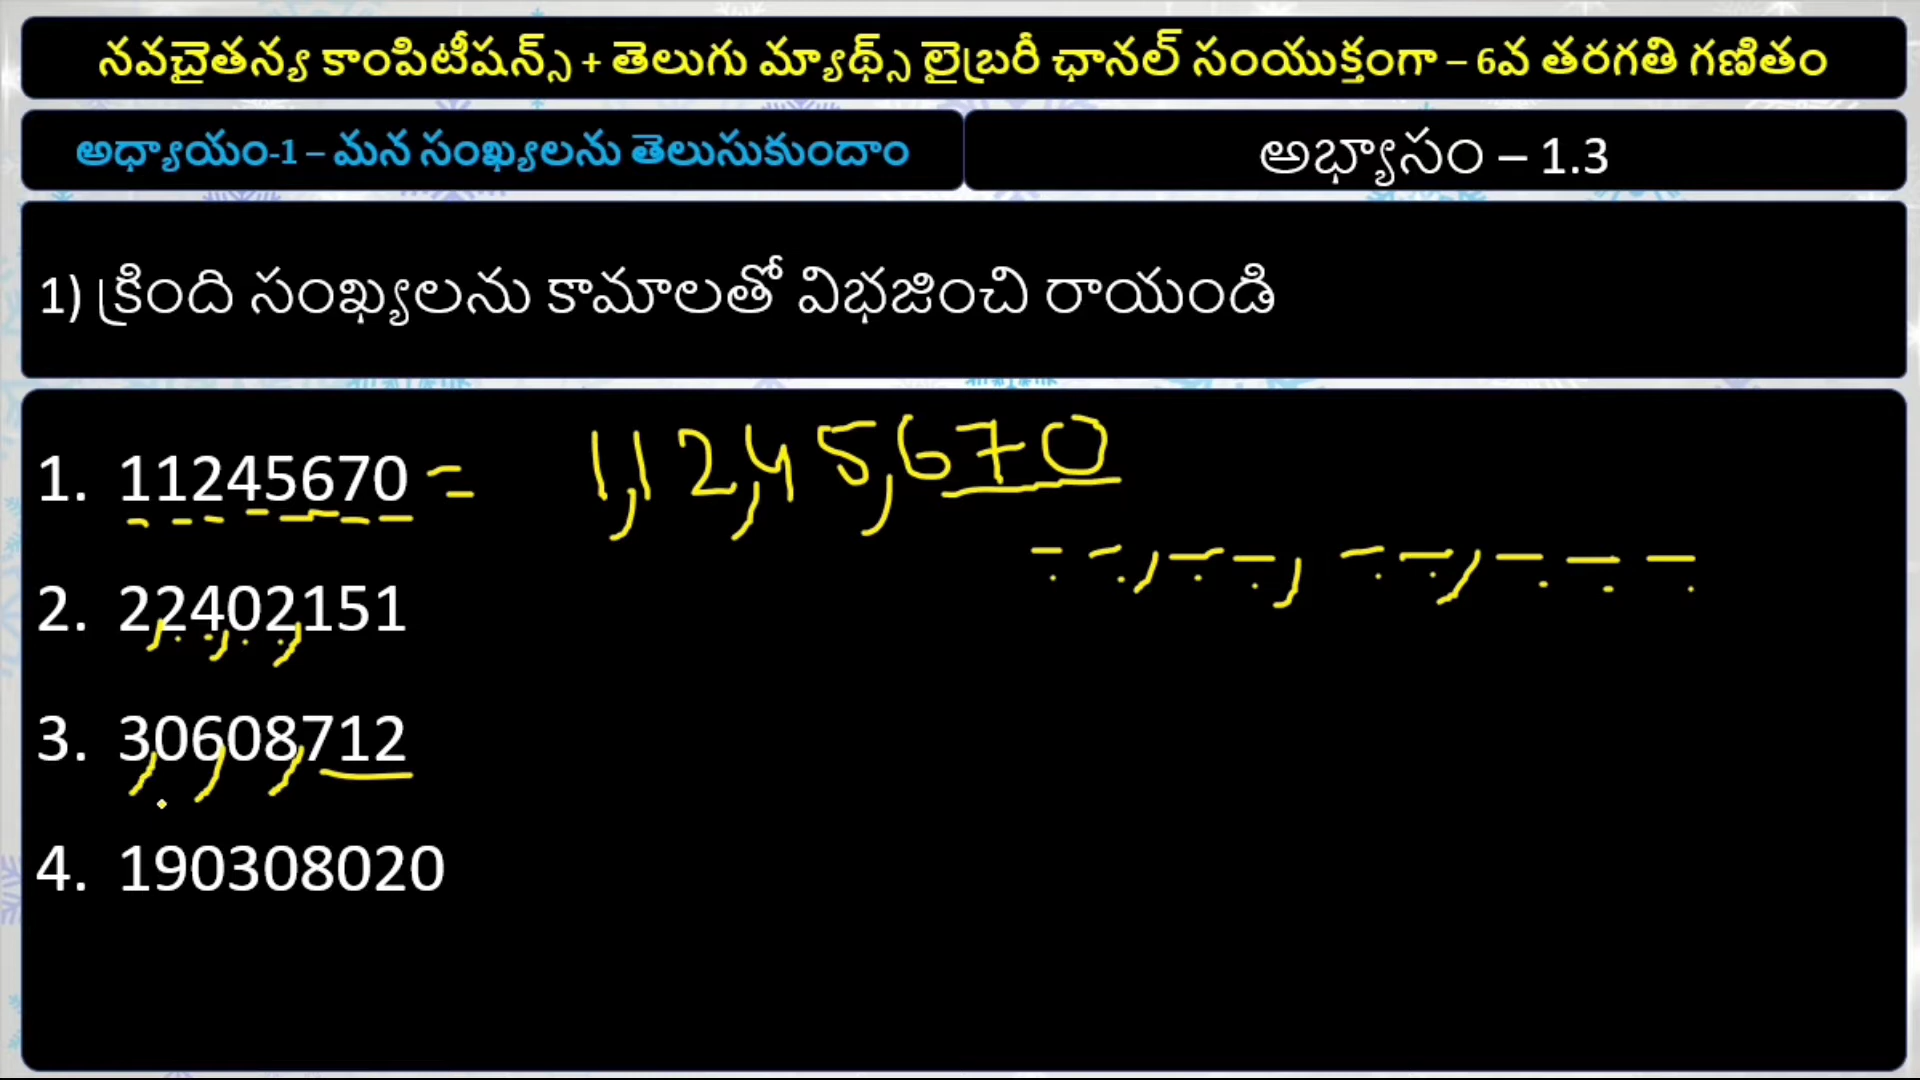 నవచైతన్య కాంపిటీషన్స్ + తెలుగు మ్యాథ్స్ లైబ్రరీ ఛానల్ సంయుక్తంగా – 6వ తరగతి గణితం
అధ్యాయం-1 – మన సంఖ్యలను తెలుసుకుందాం
అభ్యాసం – 1.3
1) క్రింది సంఖ్యలను కామాలతో విభజించి రాయండి
1. 11245670 = 1,12,45,670
2. 22402151
3. 30608712
4. 190308020